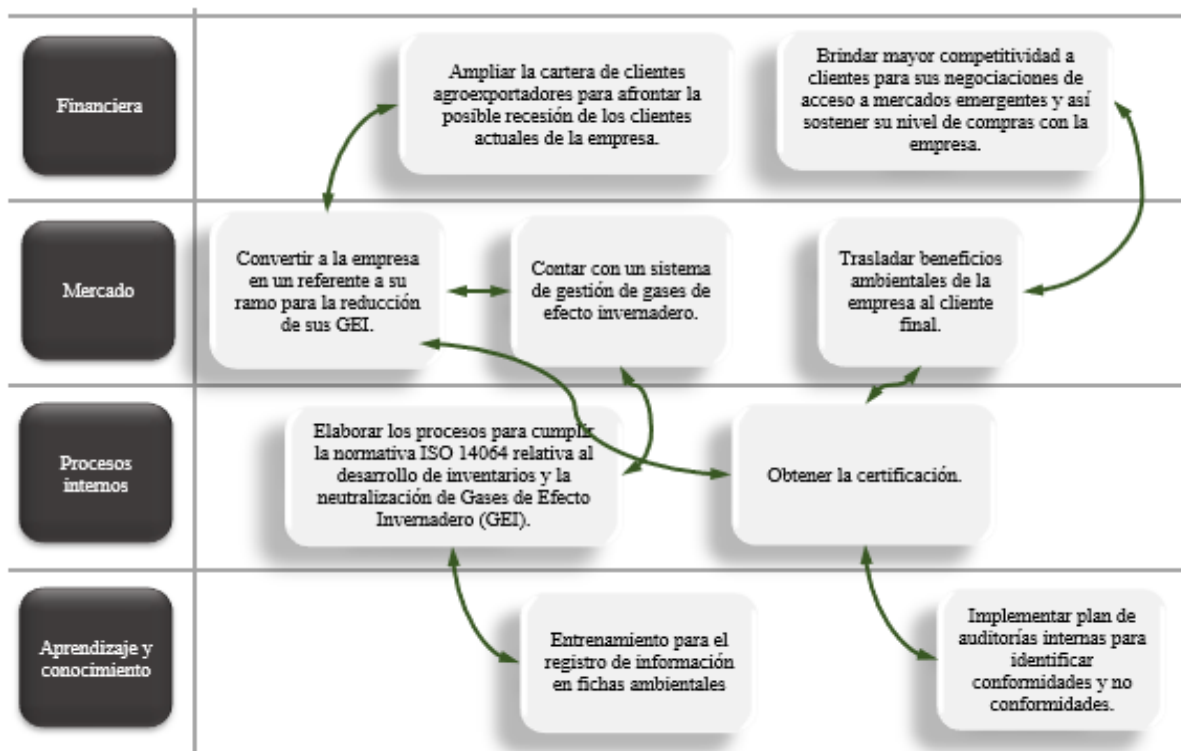 Financiera
Ampliar la cartera de clientes
agroexportadores para afrontar la
posible recesión de los clientes
actuales de la empresa.
Brindar mayor competitividad a
clientes para sus negociaciones de
acceso a mercados emergentes y así
sostener su nivel de compras con la
empresa.
Mercado
Convertir a la empresa
en un referente a su
ramo para la reducción
de sus GEI.
Contar con un sistema
de gestión de gases de
efecto invernadero.
Trasladar beneficios
ambientales de la
empresa al cliente
final.
Procesos
internos
Elaborar los procesos para cumplir
la normativa ISO 14064 relativa al
desarrollo de inventarios y la
neutralización de Gases de Efecto
Invernadero (GEI).
Obtener la certificación.
Aprendizaje y
conocimiento
Entrenamiento para el
registro de información
en fichas ambientales
Implementar plan de
auditorías internas para
identificar
conformidades y no
conformidades.